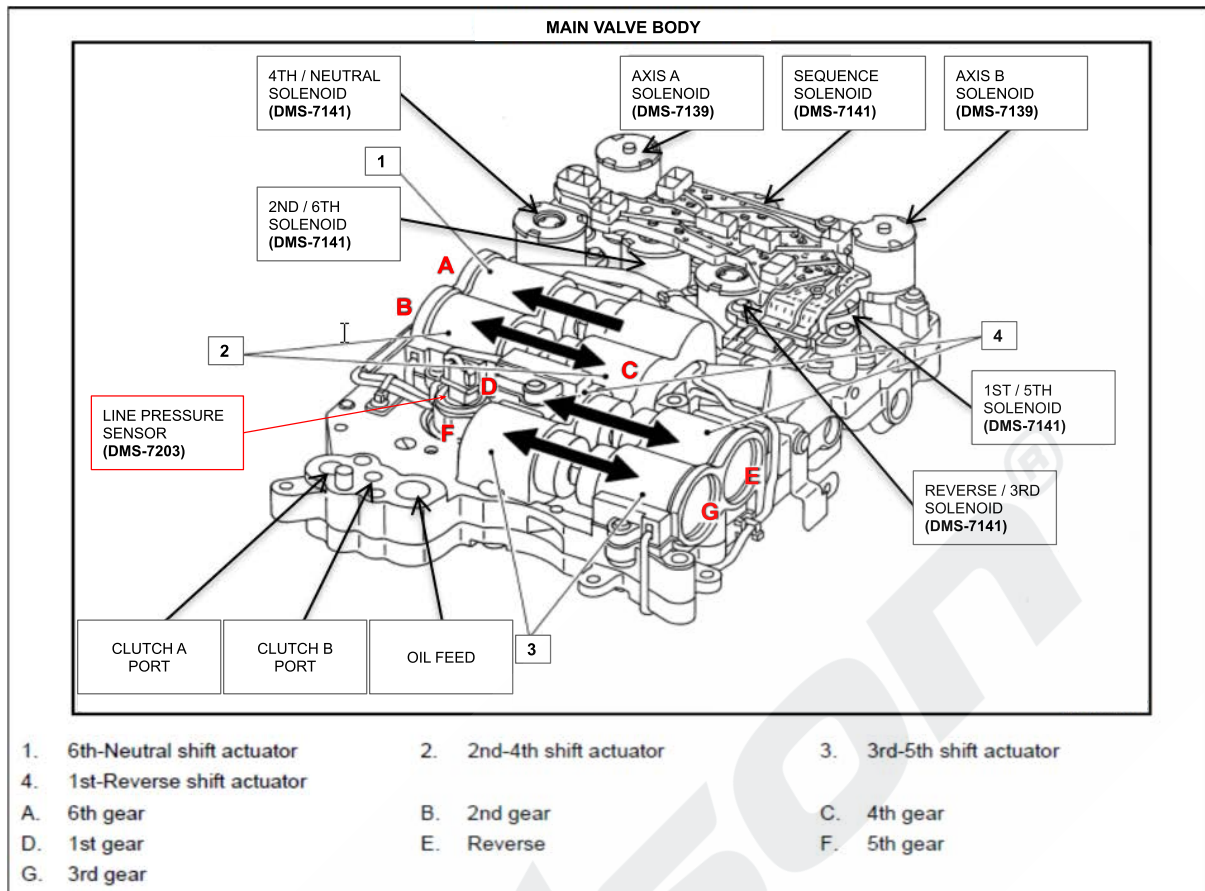 MAIN VALVE BODY
4TH / NEUTRAL
SOLENOID
(DMS-7141)
AXIS A
SOLENOID
(DMS-7139)
SEQUENCE
SOLENOID
(DMS-7141)
AXIS B
SOLENOID
(DMS-7139)
1
2ND / 6TH
SOLENOID
(DMS-7141)
A
B
2
C
4
D
LINE PRESSURE
SENSOR
(DMS-7203)
F
1ST / 5TH
SOLENOID
(DMS-7141)
E
G
REVERSE / 3RD
SOLENOID
(DMS-7141)
CLUTCH A
PORT
CLUTCH B
PORT
OIL FEED
3
1. 6th-Neutral shift actuator
2. 2nd-4th shift actuator
3. 3rd-5th shift actuator
4. 1st-Reverse shift actuator
A. 6th gear
B. 2nd gear
C. 4th gear
D. 1st gear
E. Reverse
F. 5th gear
G. 3rd gear
son®